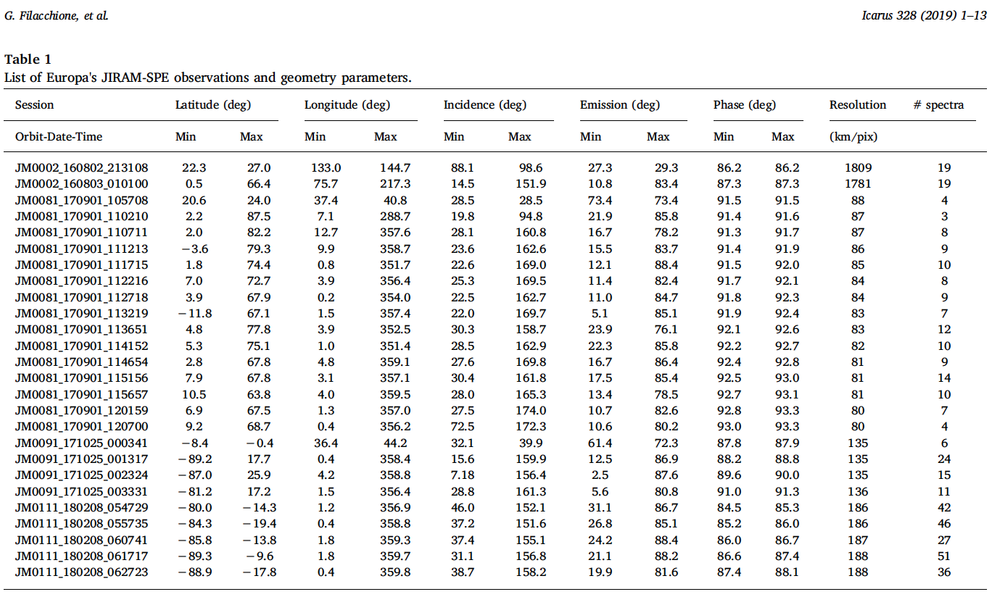 G. Filacchione, et al. Icarus 328 (2019) 1–13
Table 1
List of Europa's JIRAM-SPE observations and geometry parameters.
Session Latitude (deg) Longitude (deg) Incidence (deg) Emission (deg) Phase (deg) Resolution # spectra
Orbit-Date-Time Min Max Min Max Min Max Min Max Min Max (km/pix)
JM0002_160802_213108 22.3 27.0 133.0 144.7 88.1 98.6 27.3 29.3 86.2 86.2 1809 19
JM0002_160803_010100 0.5 66.4 75.7 217.3 14.5 151.9 10.8 83.4 87.3 87.3 1781 19
JM0081_170901_105708 20.6 24.0 37.4 40.8 28.5 28.5 73.4 73.4 91.5 91.5 88 4
JM0081_170901_110210 2.2 87.5 7.1 288.7 19.8 94.8 21.9 85.8 91.4 91.6 87 3
JM0081_170901_110711 2.0 82.2 12.7 357.6 28.1 160.8 16.7 78.2 91.3 91.7 87 8
JM0081_170901_111213 −3.6 79.3 9.9 358.7 23.6 162.6 15.5 83.7 91.4 91.9 86 9
JM0081_170901_111715 1.8 74.4 0.8 351.7 22.6 169.0 12.1 88.4 91.5 92.0 85 10
JM0081_170901_112216 7.0 72.7 3.9 356.4 25.3 169.5 11.4 82.4 91.7 92.1 84 8
JM0081_170901_112718 3.9 67.9 0.2 354.0 22.5 162.7 11.0 84.7 91.8 92.3 84 9
JM0081_170901_113219 −11.8 67.1 1.5 357.4 22.0 169.7 5.1 85.1 91.9 92.4 83 7
JM0081_170901_113651 4.8 77.8 3.9 352.5 30.3 158.7 23.9 76.1 92.1 92.6 83 12
JM0081_170901_114152 5.3 75.1 1.0 351.4 28.5 162.9 22.3 85.8 92.2 92.7 82 10
JM0081_170901_114654 2.8 67.8 4.8 359.1 27.6 169.8 16.7 86.4 92.4 92.8 81 9
JM0081_170901_115156 7.9 67.8 3.1 357.1 30.4 161.8 17.5 85.4 92.5 93.0 81 14
JM0081_170901_115657 10.5 63.8 4.0 359.5 28.0 165.3 13.4 78.5 92.7 93.1 81 10
JM0081_170901_120159 6.9 67.5 1.3 357.0 27.5 174.0 10.7 82.6 92.8 93.3 80 7
JM0081_170901_120700 9.2 68.7 0.4 356.2 72.5 172.3 10.6 80.2 93.0 93.3 80 4
JM0091_171025_000341 −8.4 −0.4 36.4 44.2 32.1 39.9 61.4 72.3 87.8 87.9 135 6
JM0091_171025_001317 −89.2 17.7 0.4 358.4 15.6 159.9 12.5 86.9 88.2 88.8 135 24
JM0091_171025_002324 −87.0 25.9 4.2 358.8 7.18 156.4 2.5 87.6 89.6 90.0 135 15
JM0091_171025_003331 −81.2 17.2 1.5 356.4 28.8 161.3 5.6 80.8 91.0 91.3 136 11
JM0111_180208_054729 −80.0 −14.3 1.2 356.9 46.0 152.1 31.1 86.7 84.5 85.3 186 42
JM0111_180208_055735 −84.3 −19.4 0.4 358.8 37.2 151.6 26.8 85.1 85.2 86.0 186 46
JM0111_180208_060741 −85.8 −13.8 1.8 359.3 37.4 155.1 24.2 88.4 86.0 86.7 187 27
JM0111_180208_061717 −89.3 −9.6 1.8 359.7 31.1 156.8 21.1 88.2 86.6 87.4 188 51
JM0111_180208_062723 −88.9 −17.8 0.4 359.8 38.7 158.2 19.9 81.6 87.4 88.1 188 36